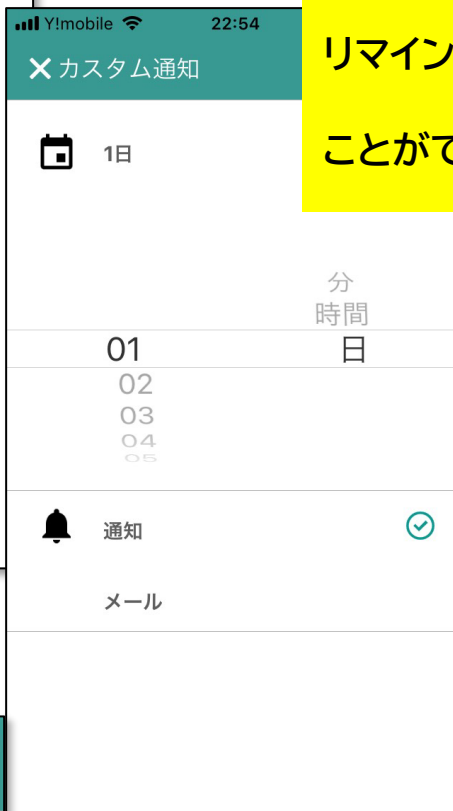 Y!mobile 22:54
×カスタム通知
リマイン
ことがで
1日
分
時間
01 日
02
03
04
05
通知
メール